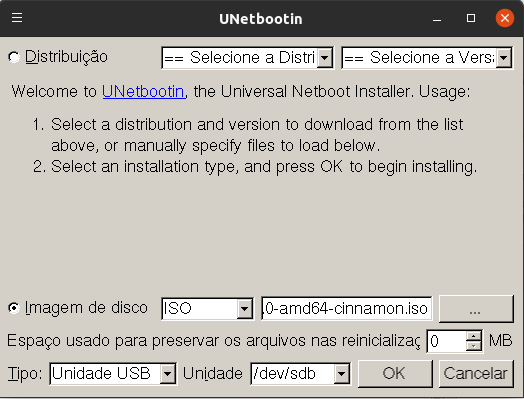 UNetbootin
Distribuição == Selecione a Distri == Selecione a Versã
Welcome to UNetbootin, the Universal Netboot Installer. Usage:
1. Select a distribution and version to download from the list
above, or manually specify files to load below.
2. Select an installation type, and press OK to begin installing.
Imagem de disco ISO .0-amd64-cinnamon.iso ...
Espaço usado para preservar os arquivos nas reinicializaç 0 MB
Tipo: Unidade USB Unidade /dev/sdb OK Cancelar